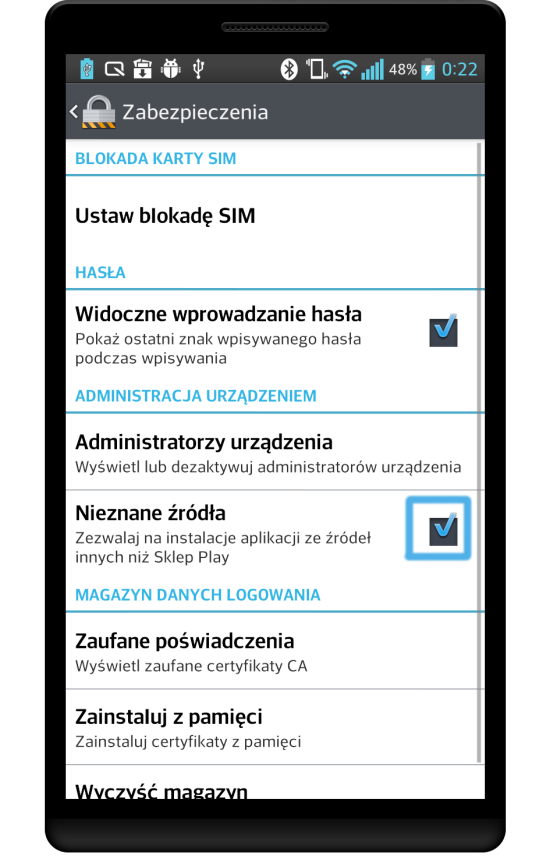 48% 0:22
Zabezpieczenia
BLOKADA KARTY SIM
Ustaw blokadę SIM
HASŁA
Widoczne wprowadzanie hasła
Pokaż ostatni znak wpisywanego hasła
podczas wpisywania
ADMINISTRACJA URZĄDZENIEM
Administratorzy urządzenia
Wyświetl lub dezaktywuj administratorów urządzenia
Nieznane źródła
Zezwalaj na instalacje aplikacji ze źródeł
innych niż Sklep Play
MAGAZYN DANYCH LOGOWANIA
Zaufane poświadczenia
Wyświetl zaufane certyfikaty CA
Zainstaluj z pamięci
Zainstaluj certyfikaty z pamięci
Wyczyść magazyn